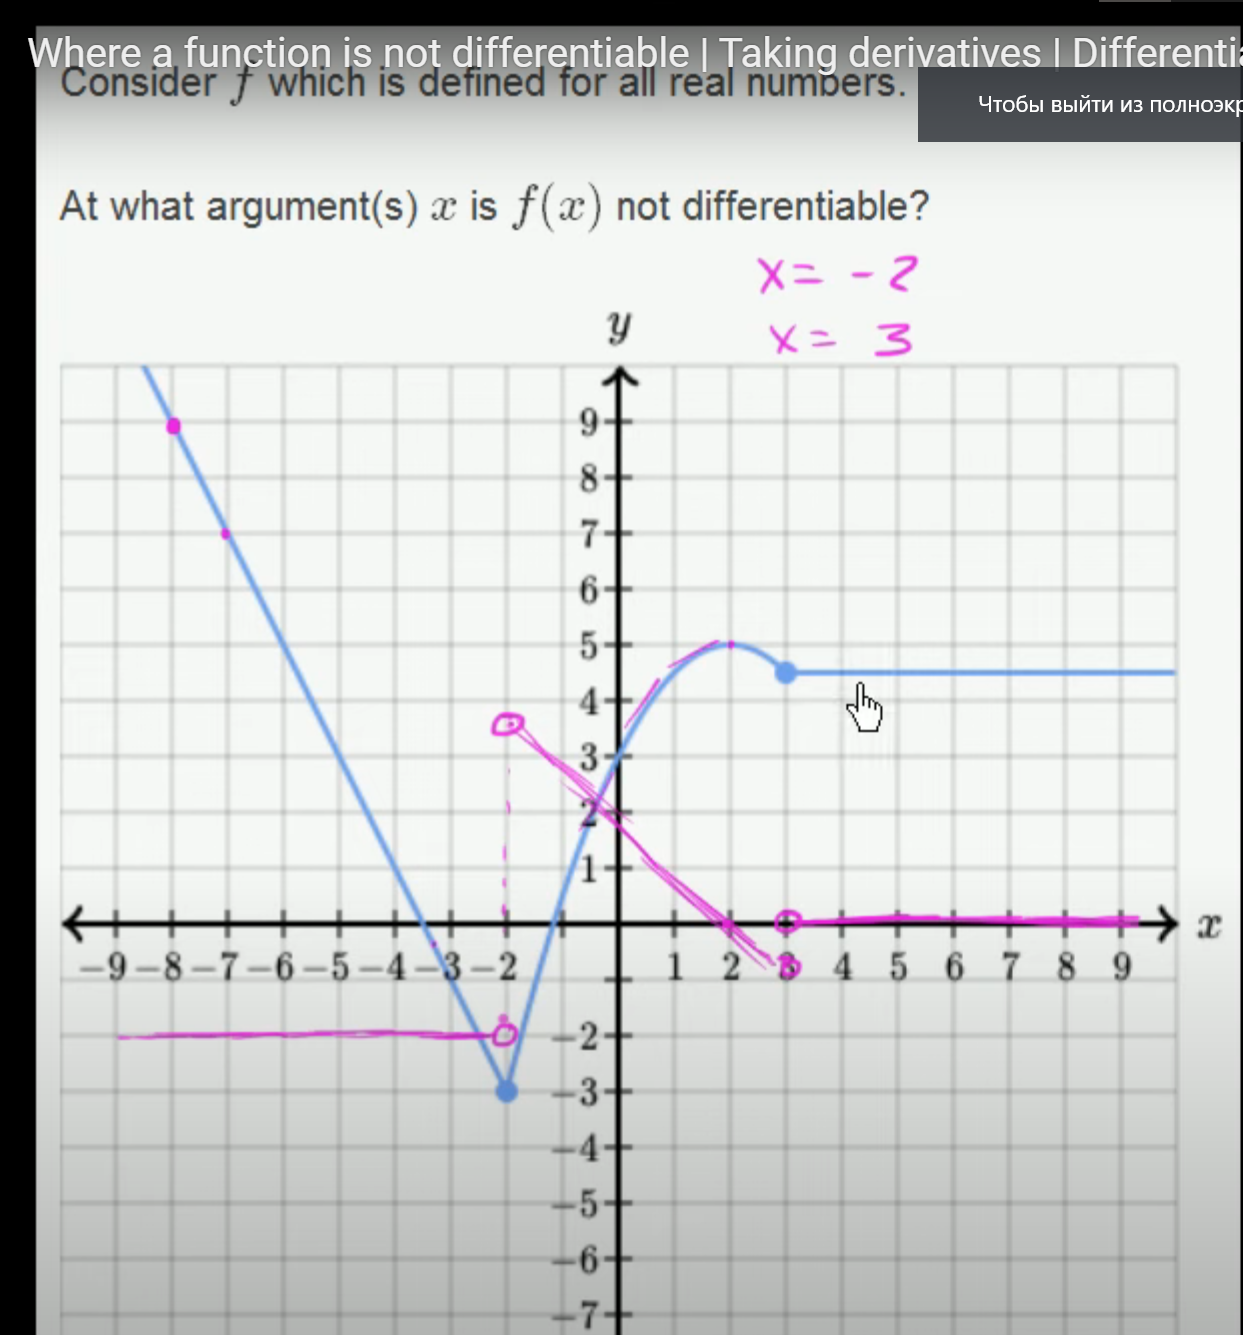 Where a function is not differentiable | Taking derivatives | Differentia
Consider f which is defined for all real numbers.
Чтобы выйти из полноэкр
At what argument(s) x is f(x) not differentiable?
x = -2
x = 3
y
9
8
7
6
5
4
3
2
1
x
−9 −8 −7 −6 −5 −4 −3 −2 1 2 3 4 5 6 7 8 9
−2
−3
−4
−5
−6
−7